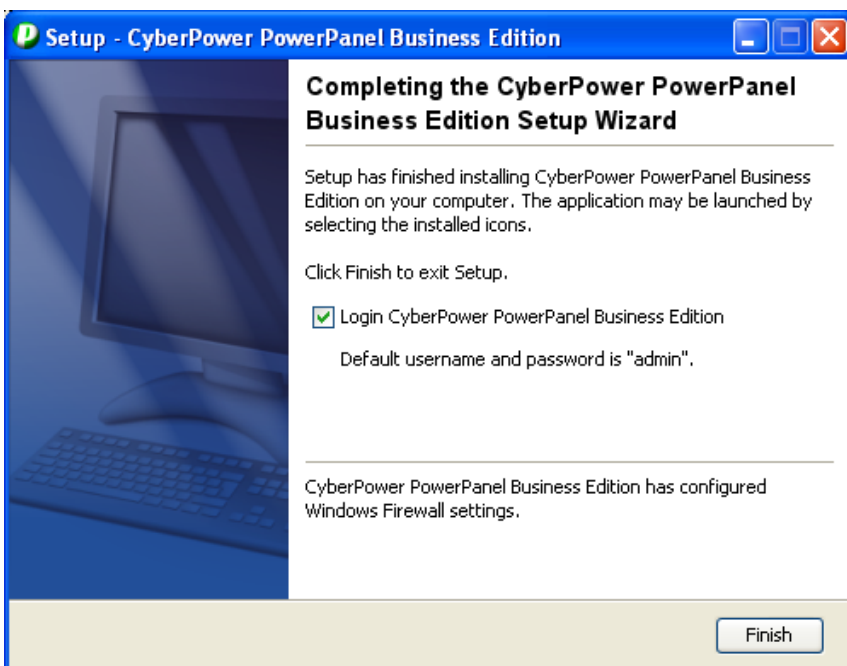 Setup - CyberPower PowerPanel Business Edition
Completing the CyberPower PowerPanel
Business Edition Setup Wizard
Setup has finished installing CyberPower PowerPanel Business
Edition on your computer. The application may be launched by
selecting the installed icons.
Click Finish to exit Setup.
Login CyberPower PowerPanel Business Edition
Default username and password is "admin".
CyberPower PowerPanel Business Edition has configured
Windows Firewall settings.
Finish